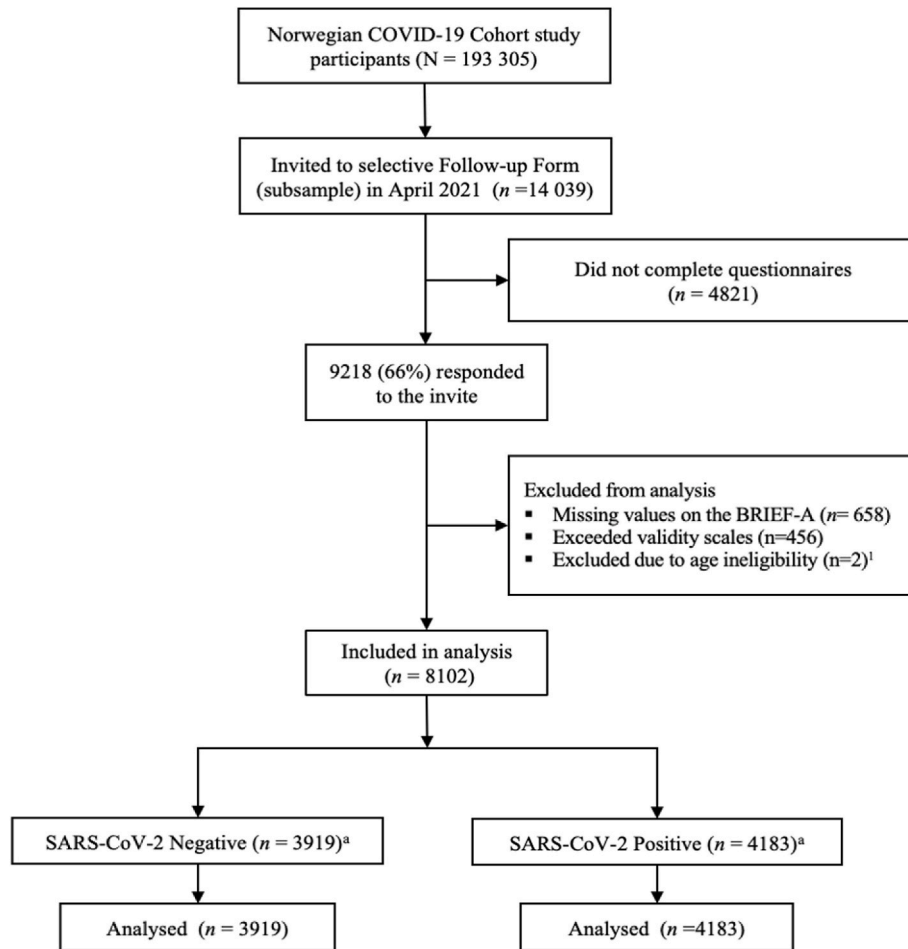 Norwegian COVID-19 Cohort study
participants (N = 193 305)
Invited to selective Follow-up Form
(subsample) in April 2021 (n =14 039)
Did not complete questionnaires
(n = 4821)
9218 (66%) responded
to the invite
Excluded from analysis
▪ Missing values on the BRIEF-A (n= 658)
▪ Exceeded validity scales (n=456)
▪ Excluded due to age ineligibility (n=2)¹
Included in analysis
(n = 8102)
SARS-CoV-2 Negative (n = 3919)ᵃ
SARS-CoV-2 Positive (n = 4183)ᵃ
Analysed (n = 3919)
Analysed (n =4183)